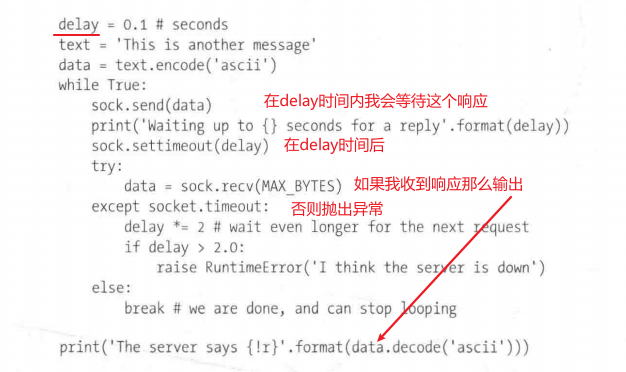 delay = 0.1 # seconds
text = 'This is another message'
data = text.encode('ascii')
while True:
    sock.send(data) 在delay时间内我会等待这个响应
    print('Waiting up to {} seconds for a reply'.format(delay))
    sock.settimeout(delay) 在delay时间后
    try:
        data = sock.recv(MAX_BYTES) 如果我收到响应那么输出
    except socket.timeout: 否则抛出异常
        delay *= 2 # wait even longer for the next request
        if delay > 2.0:
            raise RuntimeError('I think the server is down')
    else:
        break # we are done, and can stop looping
print('The server says {!r}'.format(data.decode('ascii')))